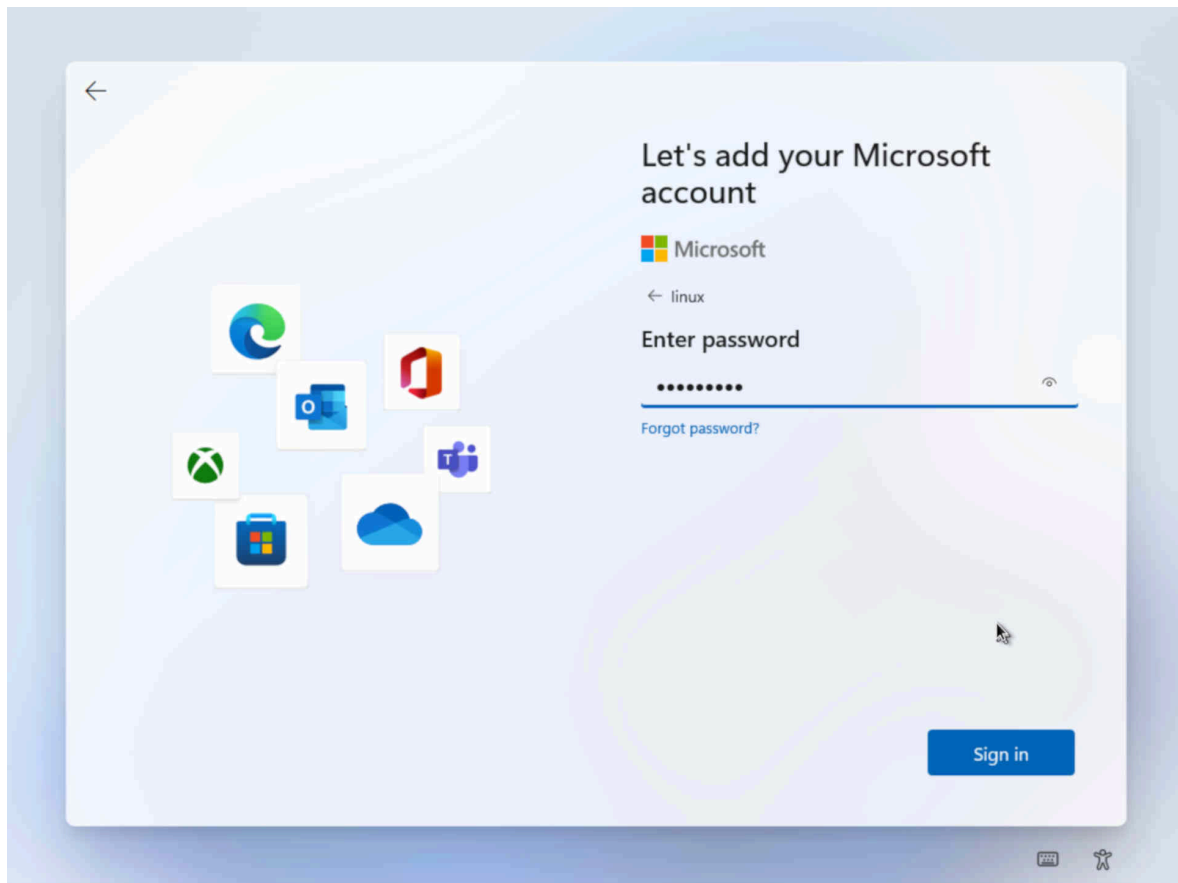 Let's add your Microsoft
account
Microsoft
← linux
Enter password
•••••••••
Forgot password?
Sign in